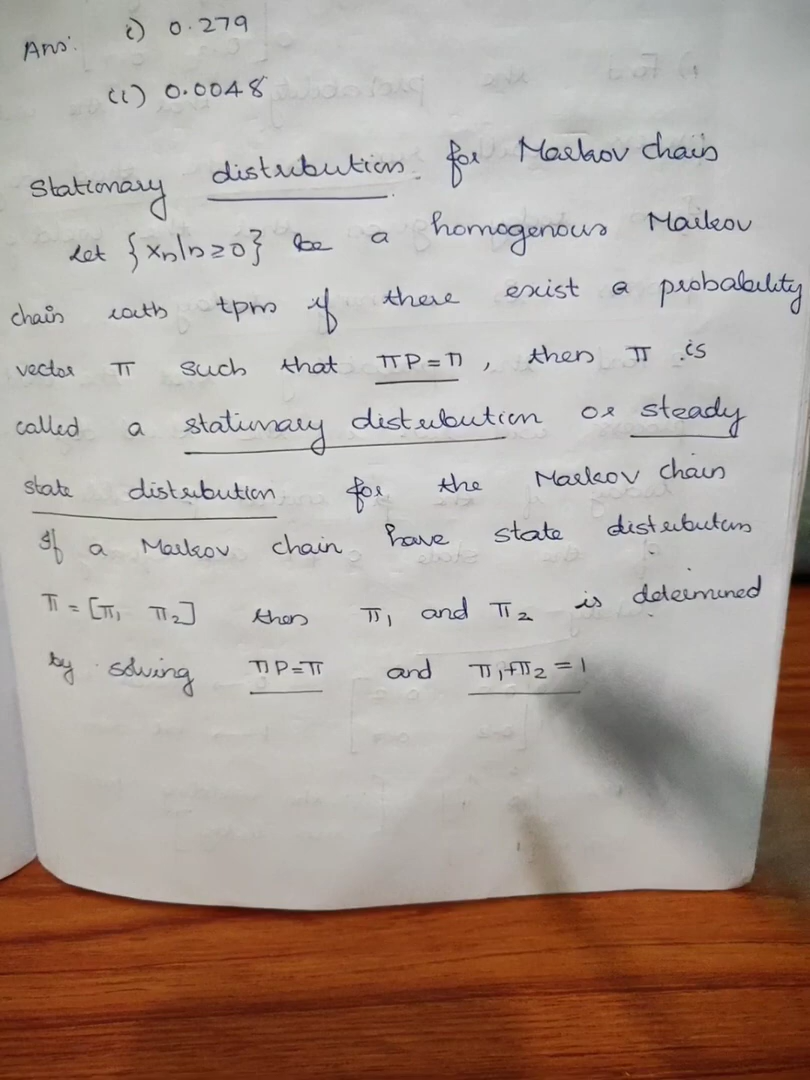 Ans: i) 0.279
(ii) 0.0048
Stationary distribution for Markov chain
Let {Xn|n≥0} be a homogenous Markov
chain with tpm if there exist a probability
vector π such that πP=π, then π is
called a stationary distribution or steady
state distribution for the Markov chain
If a Markov chain have state distribution
π = [π₁ π₂] then π₁ and π₂ is determined
by solving πP=π and π₁+π₂=1